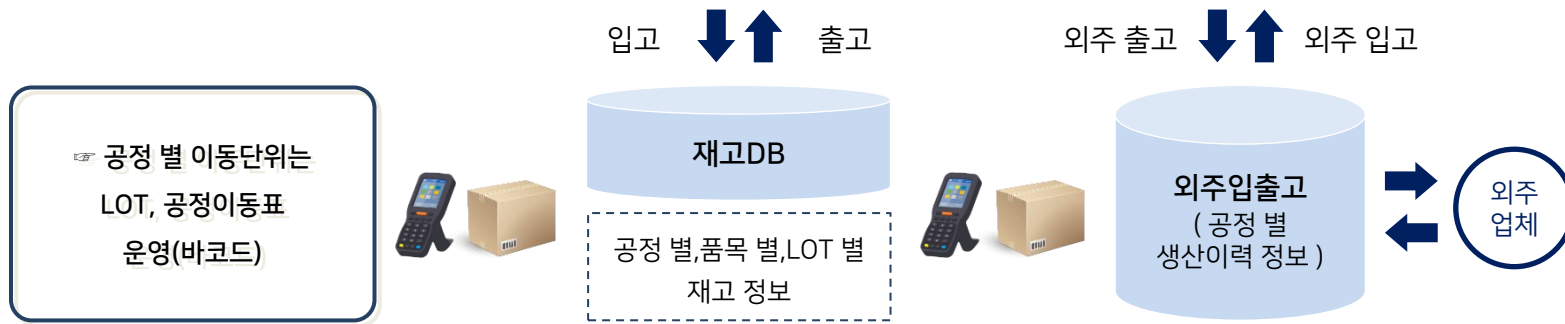 입고
출고
외주 출고
외주 입고
☞ 공정 별 이동단위는
LOT, 공정이동표
운영(바코드)
재고DB
공정 별,품목 별,LOT 별
재고 정보
외주입출고
( 공정 별
생산이력 정보 )
외주
업체